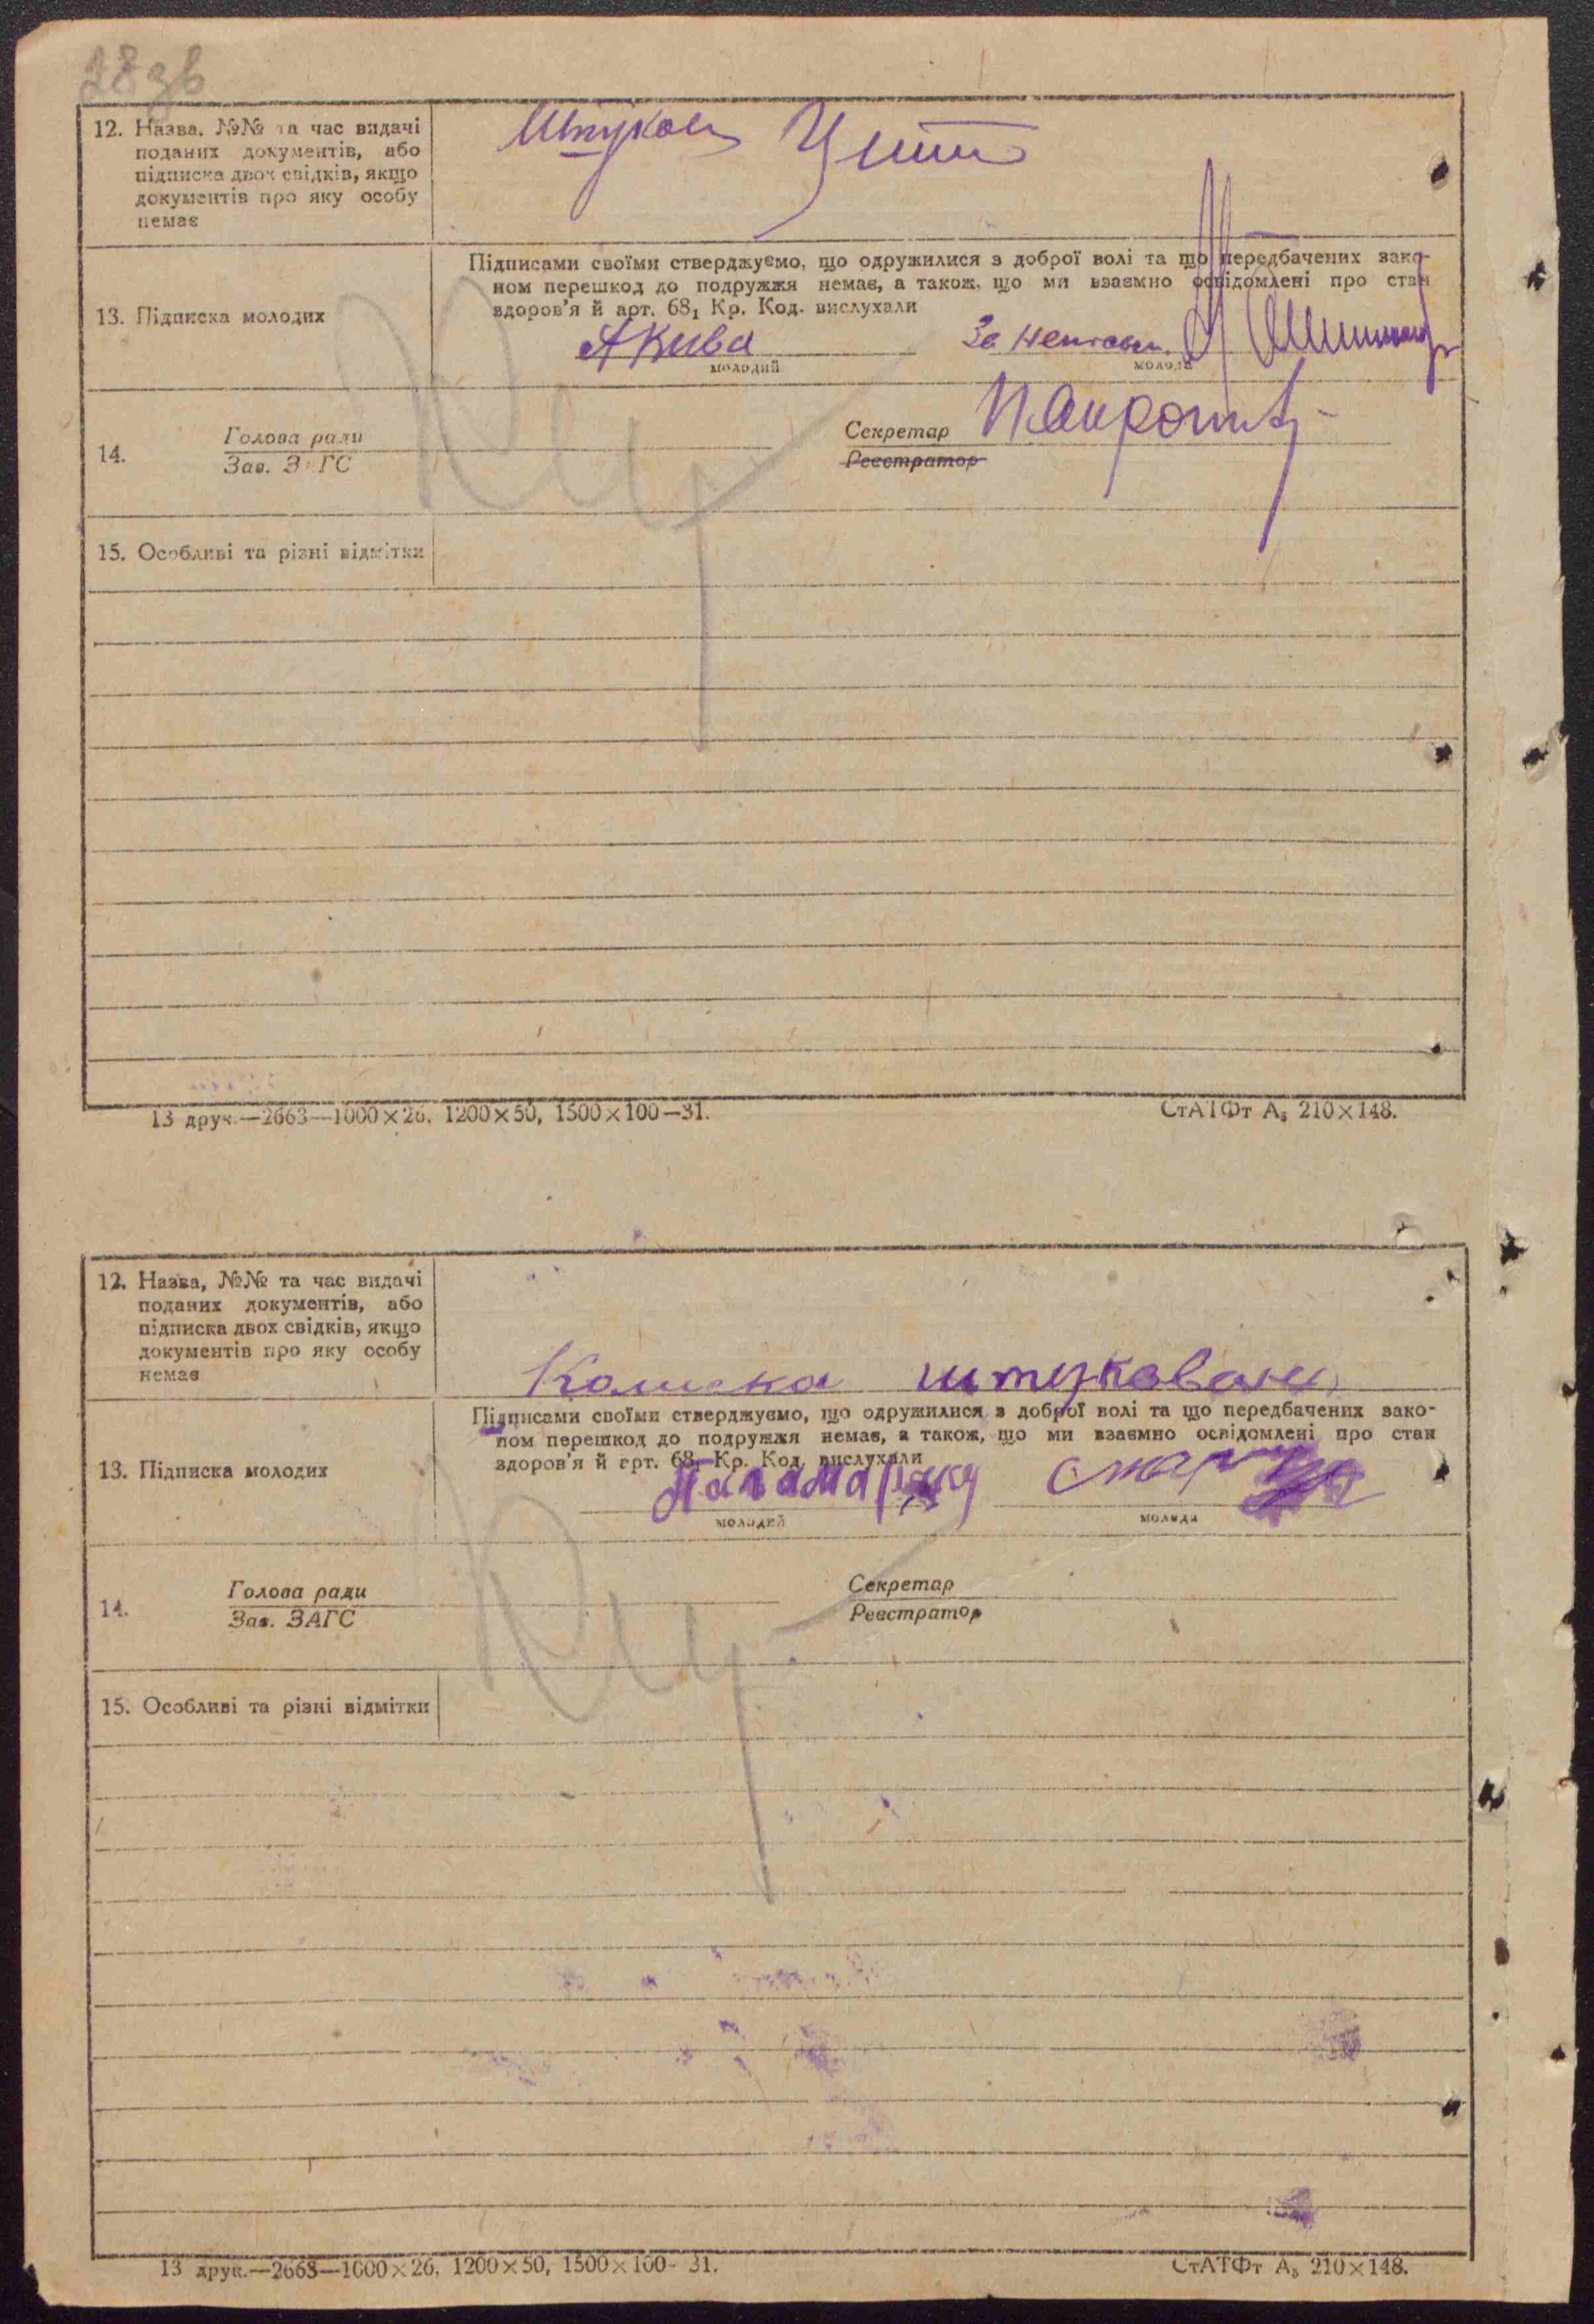 28зв
12. Назва, №№ та час видачі
поданих документів, або
підписка двох свідків, якщо
документів про яку особу
немає
13. Підписка молодих
Підписами своїми стверджуємо, що одружилися з доброї волі та що передбачених зако-
ном перешкод до подружжя немає, а також, що ми взаємно освідомлені про стан
здоров'я й арт. 68₁ Кр. Код. вислухали
Акива
За неписьм.
молодий
молода
14.
Голова ради
Зав. ЗАГС
Секретар
Реєстратор
15. Особливі та різні відмітки
13 друк.—2663—1000×26, 1200×50, 1500×100—31.
СтАТФт А₅ 210×148.
12. Назва, №№ та час видачі
поданих документів, або
підписка двох свідків, якщо
документів про яку особу
немає
13. Підписка молодих
Підписами своїми стверджуємо, що одружилися з доброї волі та що передбачених зако-
ном перешкод до подружжя немає, а також, що ми взаємно освідомлені про стан
здоров'я й арт. 68₁ Кр. Код. вислухали
молодий
молода
14.
Голова ради
Зав. ЗАГС
Секретар
Реєстратор
15. Особливі та різні відмітки
13 друк.—2663—1000×26, 1200×50, 1500×100-31.
СтАТФт А₅ 210×148.